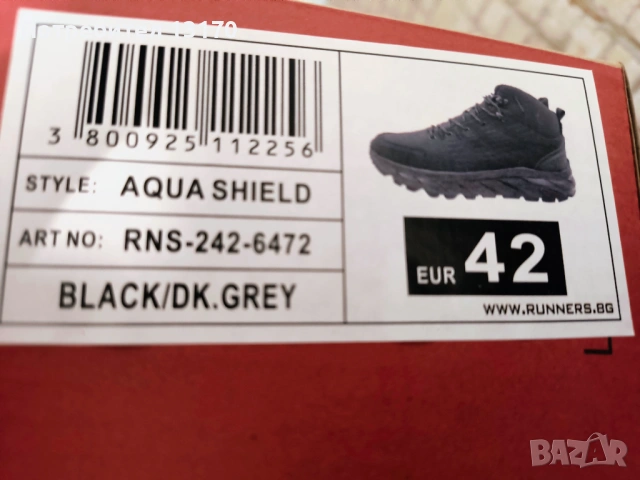 3 800925 112256
STYLE: AQUA SHIELD
ART NO: RNS-242-6472
BLACK/DK.GREY
EUR 42
WWW.RUNNERS.BG
BAZAR